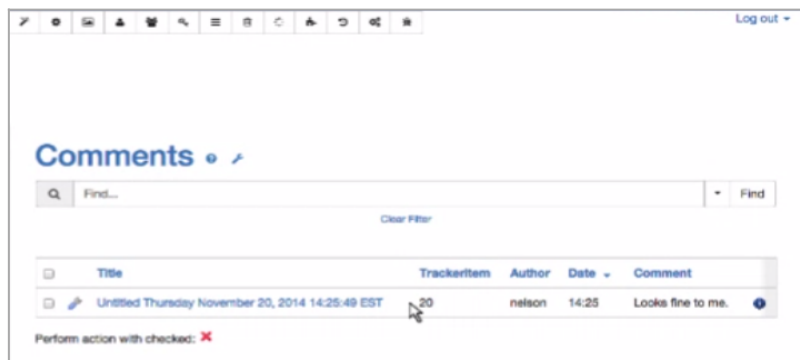 Log out
Comments
Find... Find
Clear Filter
Title TrackerItem Author Date Comment
Untitled Thursday November 20, 2014 14:25:49 EST 20 nelson 14:25 Looks fine to me.
Perform action with checked: